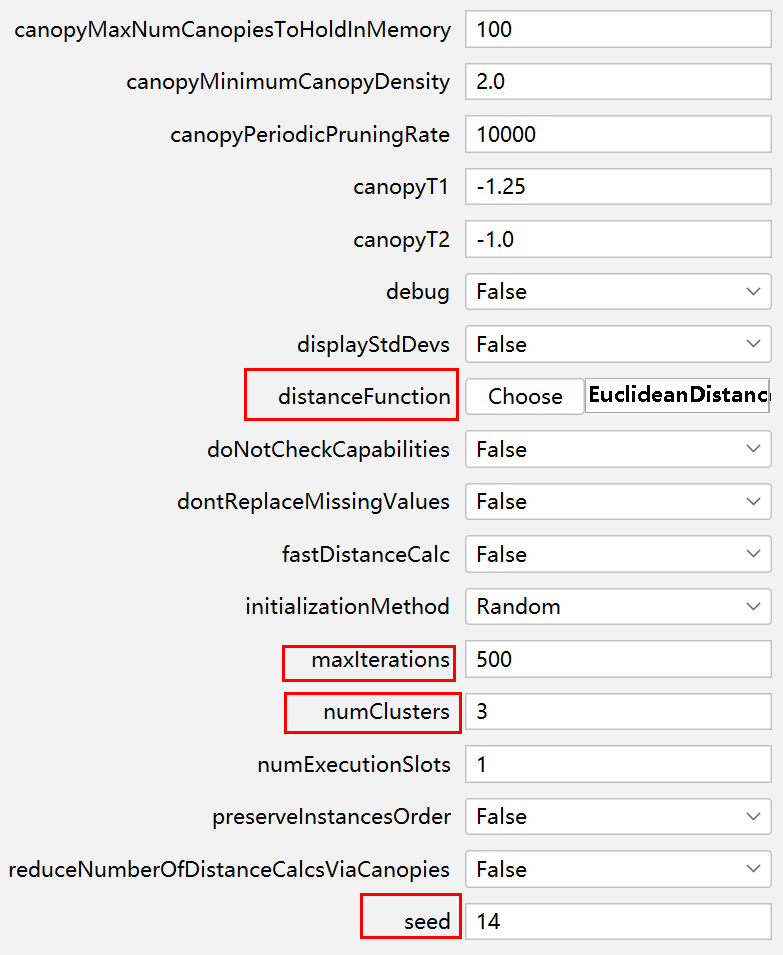 canopyMaxNumCanopiesToHoldInMemory 100
canopyMinimumCanopyDensity 2.0
canopyPeriodicPruningRate 10000
canopyT1 -1.25
canopyT2 -1.0
debug False
displayStdDevs False
distanceFunction Choose EuclideanDistanc
doNotCheckCapabilities False
dontReplaceMissingValues False
fastDistanceCalc False
initializationMethod Random
maxIterations 500
numClusters 3
numExecutionSlots 1
preserveInstancesOrder False
reduceNumberOfDistanceCalcsViaCanopies False
seed 14